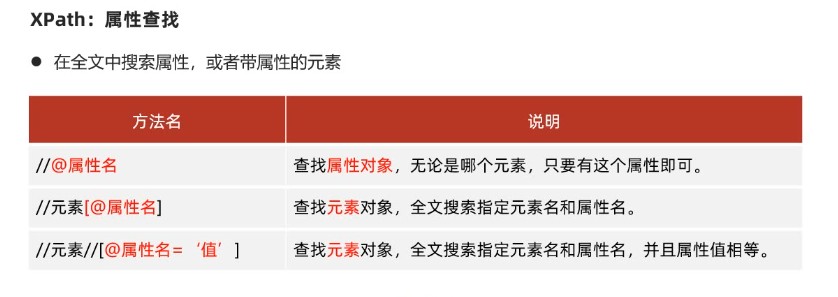 XPath：属性查找
● 在全文中搜索属性，或者带属性的元素
方法名 说明
//@属性名 查找属性对象，无论是哪个元素，只要有这个属性即可。
//元素[@属性名] 查找元素对象，全文搜索指定元素名和属性名。
//元素//[@属性名=‘值’] 查找元素对象，全文搜索指定元素名和属性名，并且属性值相等。